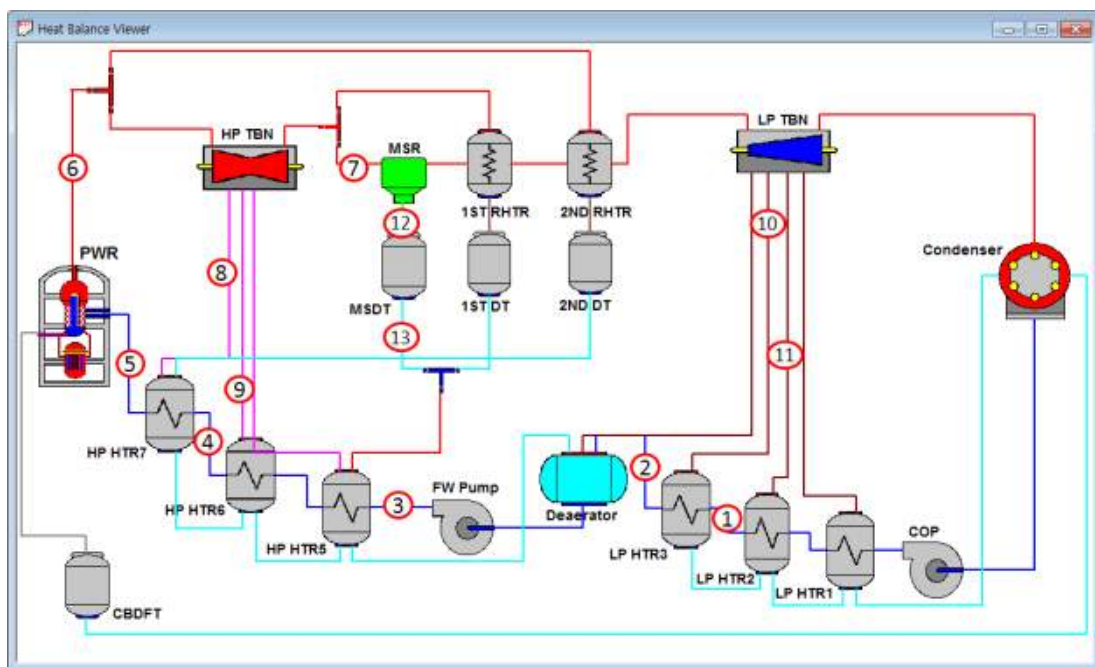 Heat Balance Viewer
HP TBN
LP TBN
6
7
MSR
12
1ST RHTR
2ND RHTR
10
Condenser
PWR
8
MSDT
1ST DT
2ND DT
13
5
9
11
4
HP HTR7
2
3
FW Pump
Deaerator
1
HP HTR6
HP HTR5
LP HTR3
COP
LP HTR2
LP HTR1
CBDFT